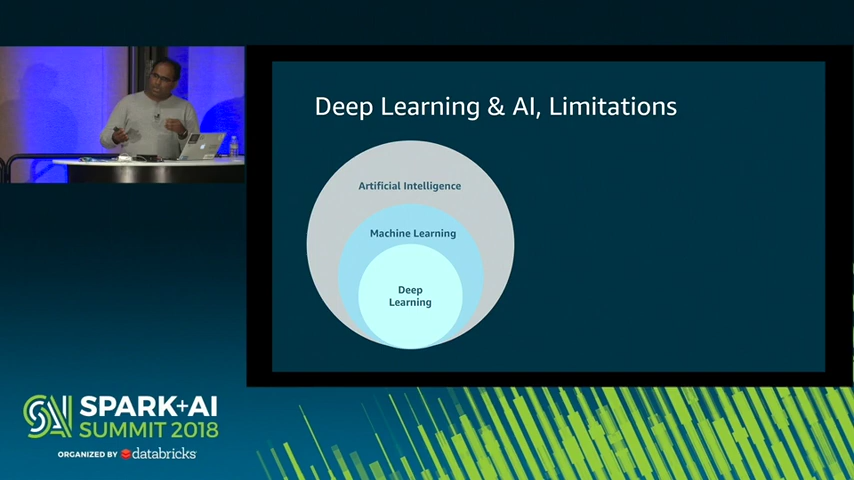 Deep Learning & AI, Limitations
Artificial Intelligence
Machine Learning
Deep
Learning
SPARK+AI
SUMMIT 2018
ORGANIZED BY databricks